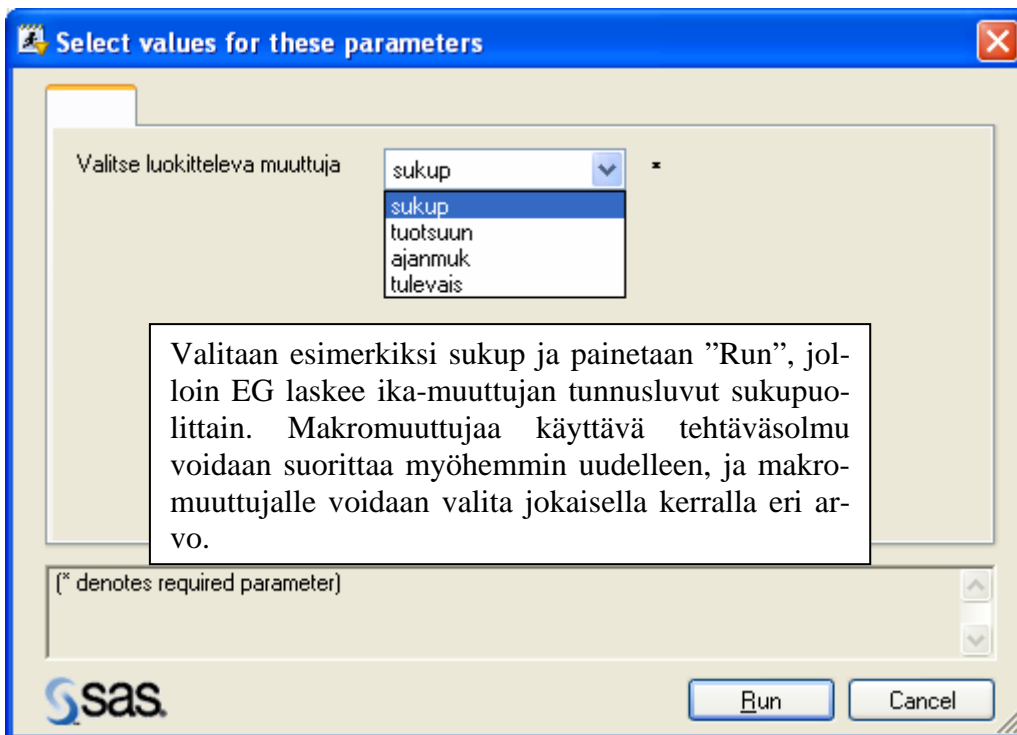 Select values for these parameters
Valitse luokitteleva muuttuja
sukup
*
sukup
tuotsuun
ajanmuk
tulevais
Valitaan esimerkiksi sukup ja painetaan ”Run”, jol-
loin EG laskee ika-muuttujan tunnusluvut sukupuo-
littain. Makromuuttujaa käyttävä tehtäväsolmu
voidaan suorittaa myöhemmin uudelleen, ja makro-
muuttujalle voidaan valita jokaisella kerralla eri ar-
vo.
(* denotes required parameter)
sas.
Run
Cancel